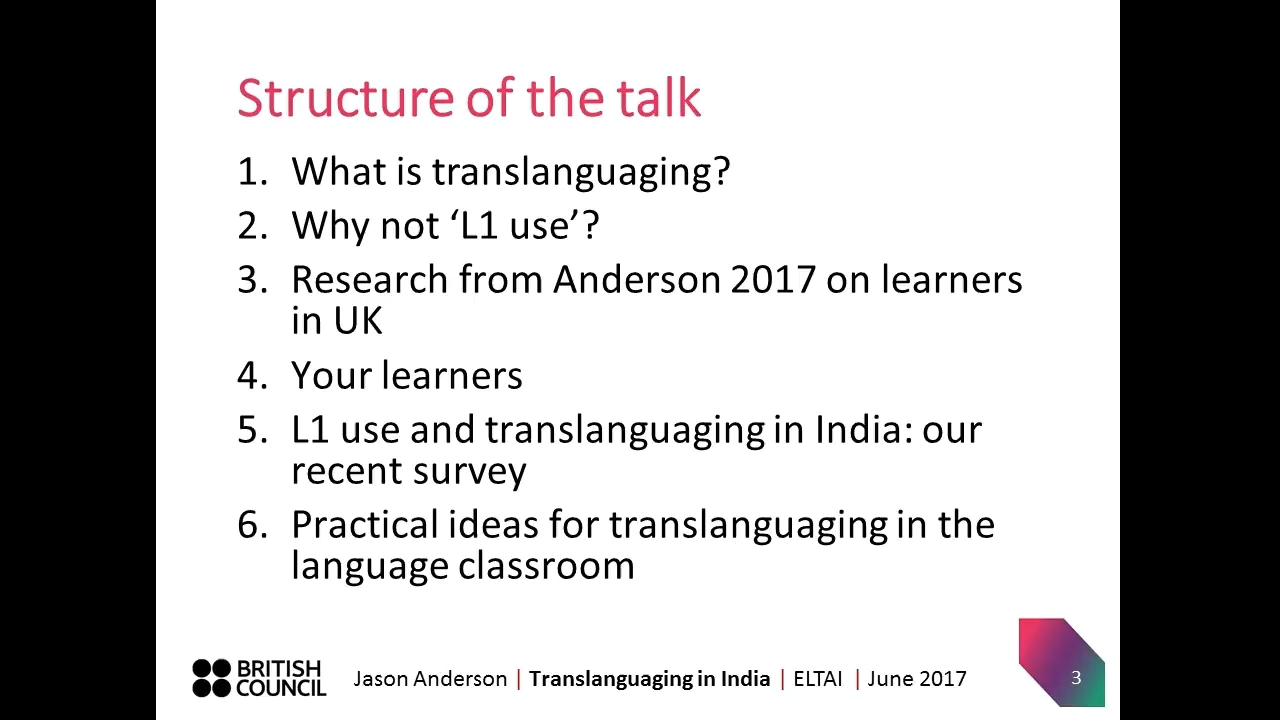 Structure of the talk
1. What is translanguaging?
2. Why not ‘L1 use’?
3. Research from Anderson 2017 on learners
in UK
4. Your learners
5. L1 use and translanguaging in India: our
recent survey
6. Practical ideas for translanguaging in the
language classroom
BRITISH
COUNCIL
Jason Anderson | Translanguaging in India | ELTAI | June 2017
3